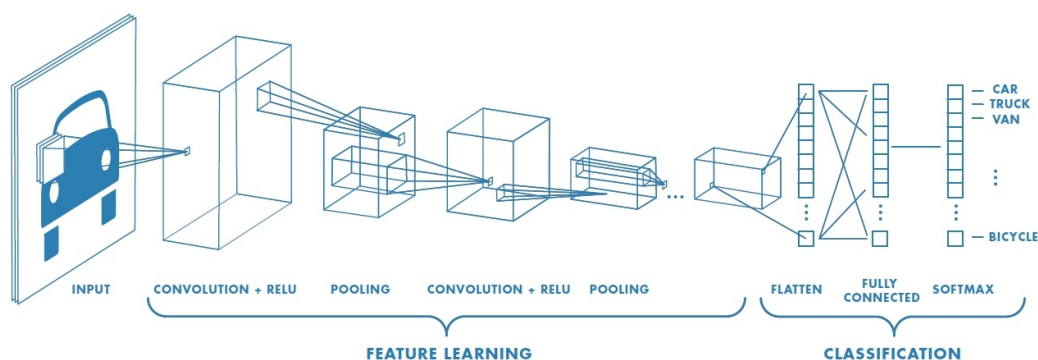 CAR
TRUCK
VAN
BICYCLE
INPUT
CONVOLUTION + RELU
POOLING
CONVOLUTION + RELU
POOLING
FLATTEN
FULLY
CONNECTED
SOFTMAX
FEATURE LEARNING
CLASSIFICATION